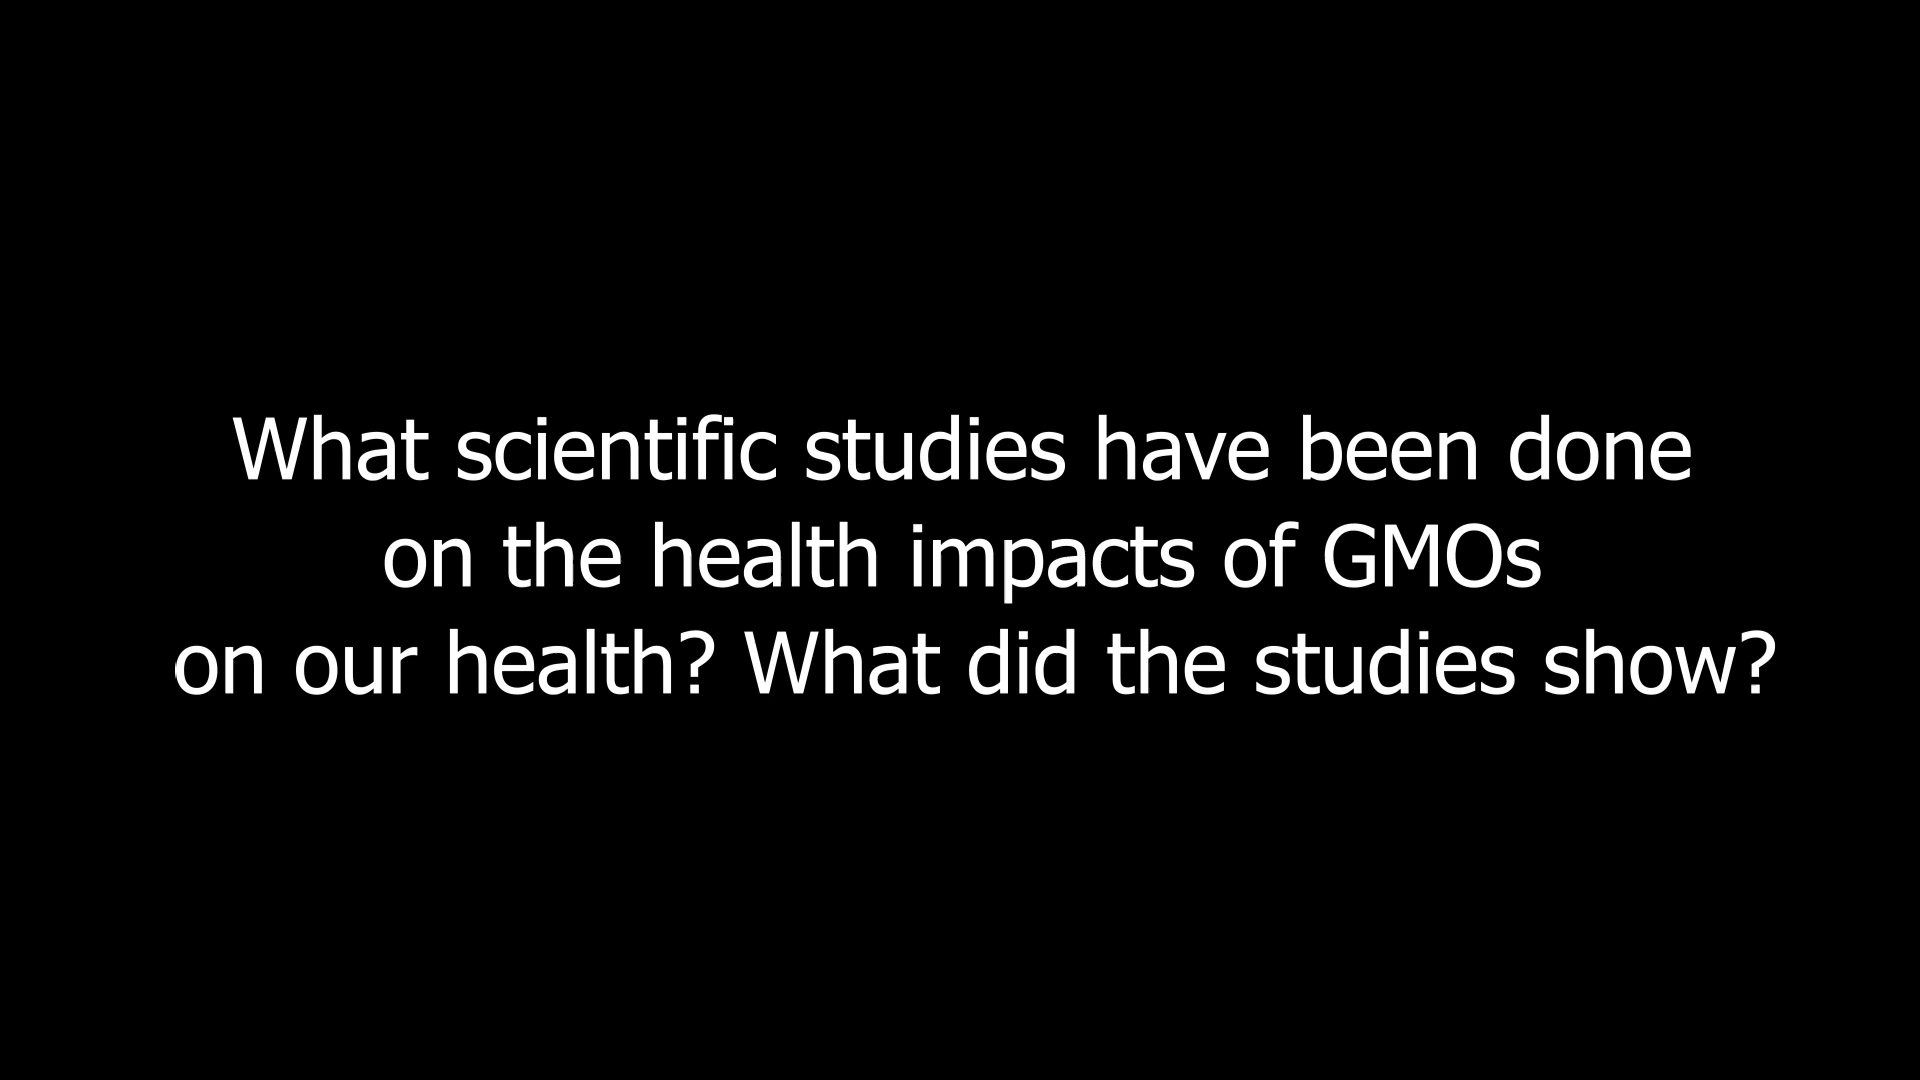 What scientific studies have been done
on the health impacts of GMOs
on our health? What did the studies show?